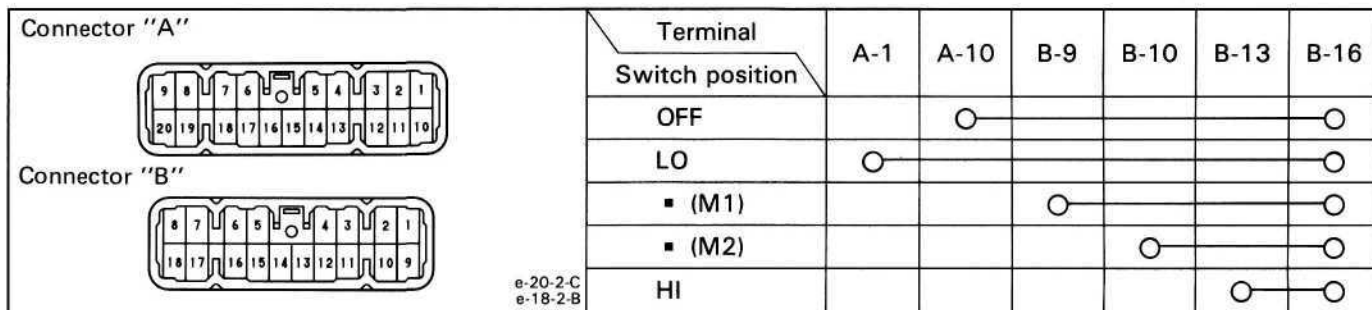 Connector "A"
9 8 7 6 5 4 3 2 1
20 19 18 17 16 15 14 13 12 11 10
Connector "B"
8 7 6 5 4 3 2 1
18 17 16 15 14 13 12 11 10 9
e-20-2-C
e-18-2-B
Terminal
Switch position
A-1 A-10 B-9 B-10 B-13 B-16
OFF
LO
▪ (M1)
▪ (M2)
HI